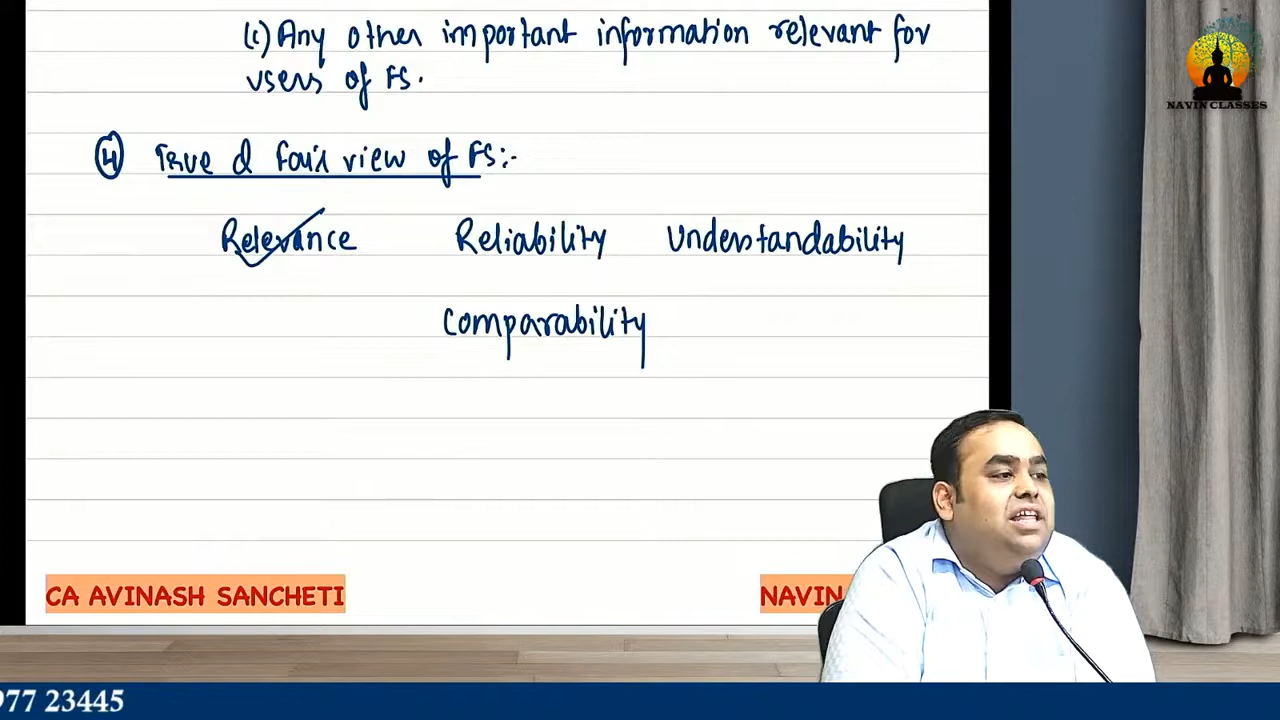 (c) Any other important information relevant for
users of FS.
NAVIN CLASSES
4 True & Fair view of FS:-
Relevance Reliability Understandability
Comparability
CA AVINASH SANCHETI
NAVIN
977 23445